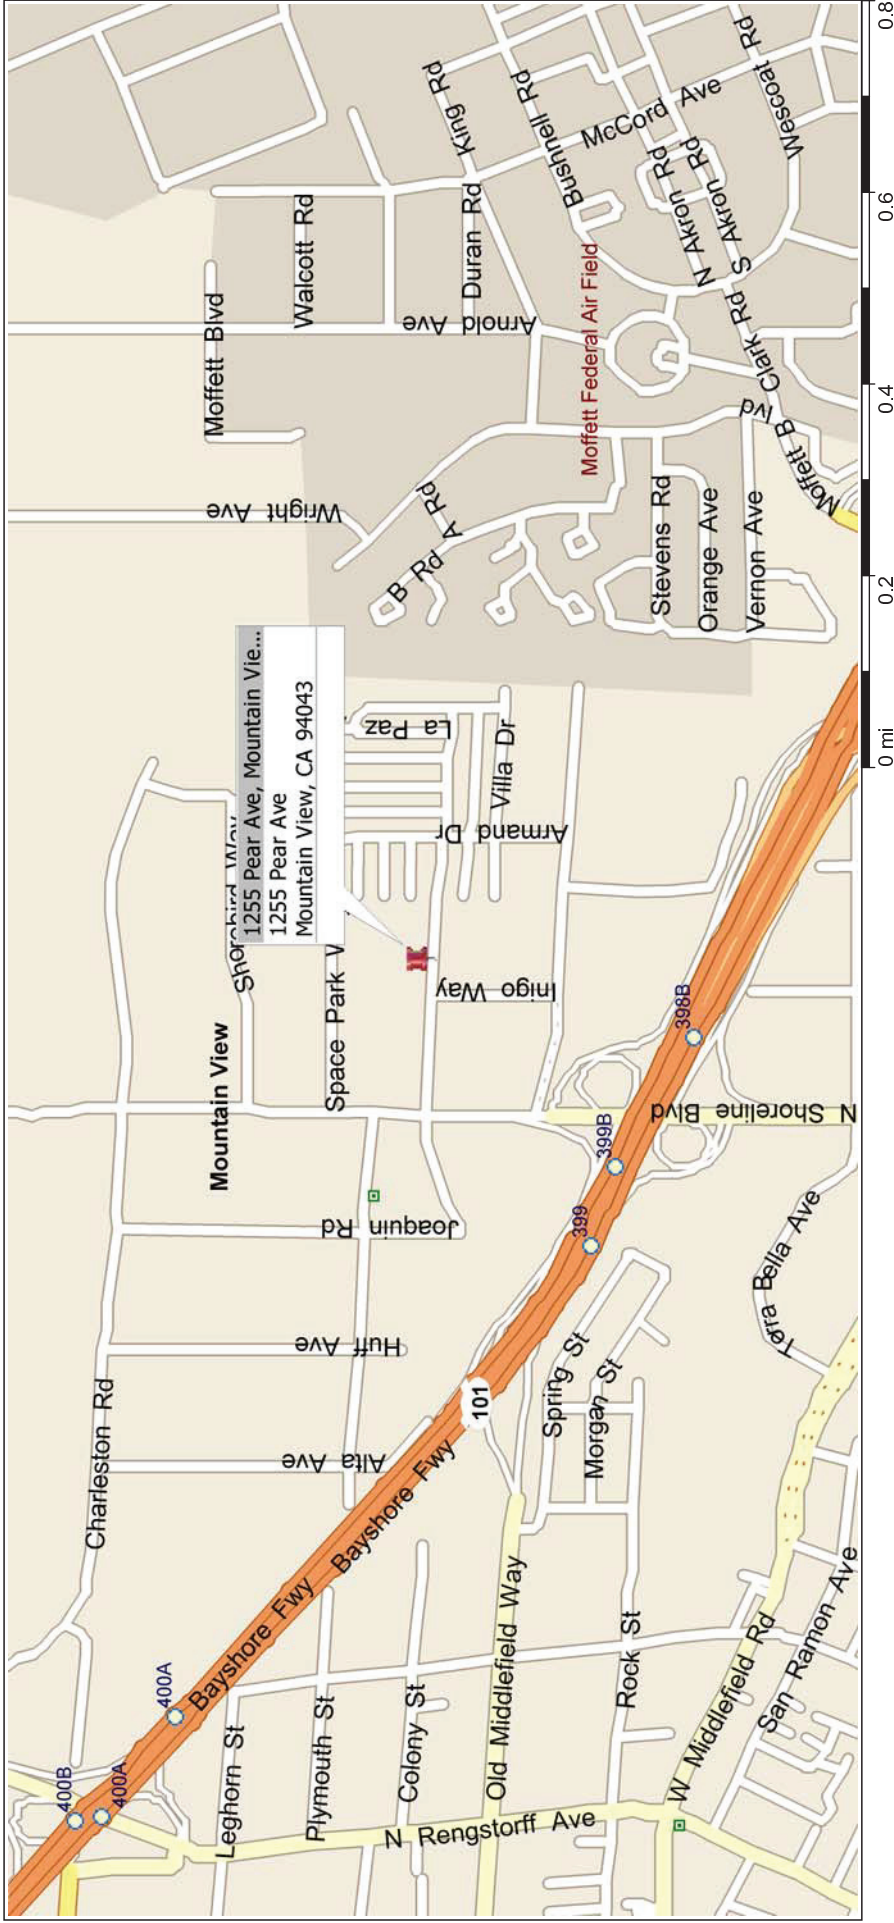 1255 Pear Ave, Mountain Vie...
1255 Pear Ave
Mountain View, CA 94043
Mountain View
Moffett Federal Air Field
Charleston Rd
Shorebird Way
Space Park W
Moffett Blvd
Walcott Rd
Duran Rd
King Rd
Bushnell Rd
McCord Ave
Wescoat Rd
N Akron Rd
S Akron Rd
Clark Rd
Moffett Blvd
Arnold Ave
Wright Ave
A Rd
B Rd
Stevens Rd
Orange Ave
Vernon Ave
La Paz
Villa Dr
Armand Dr
Inigo Way
N Shoreline Blvd
Joaquin Rd
Huff Ave
Alta Ave
Bayshore Fwy
Bayshore Fwy
101
398B
399B
399
400A
400B
400A
Spring St
Morgan St
Terra Bella Ave
Leghorn St
Plymouth St
Colony St
Old Middlefield Way
Rock St
W Middlefield Rd
San Ramon Ave
N Rengstorff Ave
0 mi
0.2
0.4
0.6
0.8